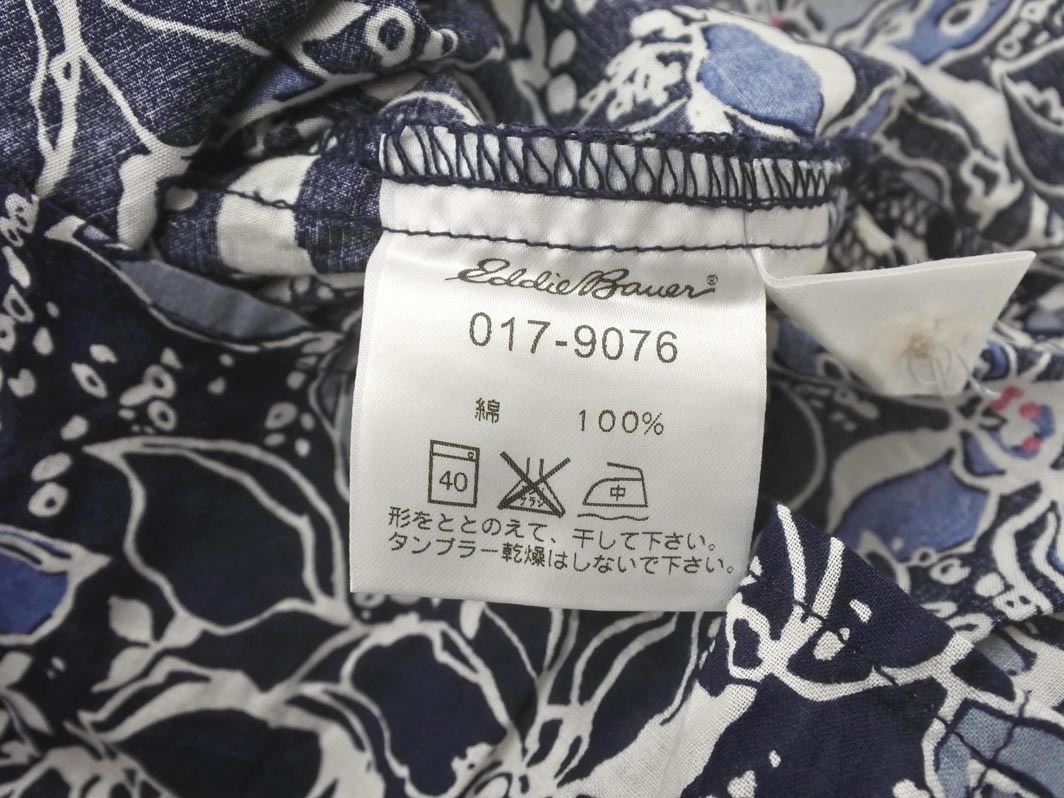 Eddie Bauer®
017-9076
綿 100%
40 中
形をととのえて、干して下さい。
タンブラー乾燥はしないで下さい。